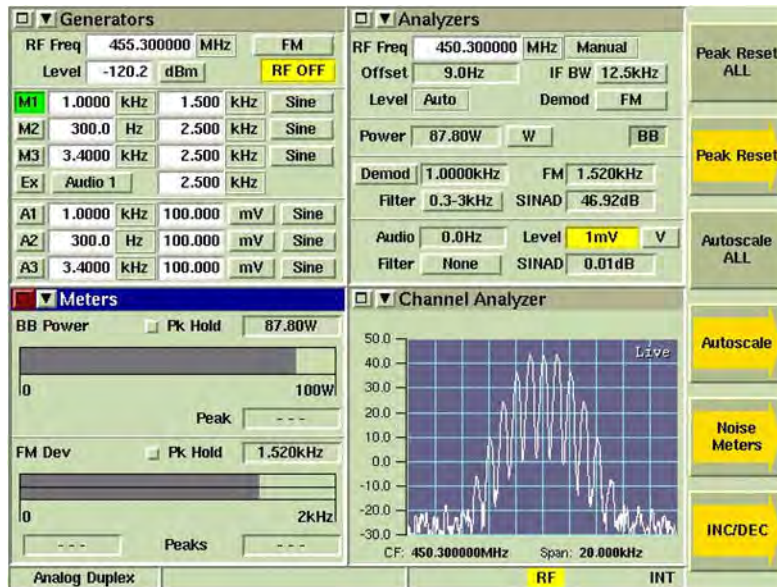 Generators
RF Freq 455.300000 MHz FM
Level -120.2 dBm RF OFF
M1 1.0000 kHz 1.500 kHz Sine
M2 300.0 Hz 2.500 kHz Sine
M3 3.4000 kHz 2.500 kHz Sine
Ex Audio 1 2.500 kHz
A1 1.0000 kHz 100.000 mV Sine
A2 300.0 Hz 100.000 mV Sine
A3 3.4000 kHz 100.000 mV Sine
Analyzers
RF Freq 450.300000 MHz Manual
Offset 9.0Hz IF BW 12.5kHz
Level Auto Demod FM
Power 87.80W W BB
Demod 1.0000kHz FM 1.520kHz
Filter 0.3-3kHz SINAD 46.92dB
Audio 0.0Hz Level 1mV V
Filter None SINAD 0.01dB
Meters
BB Power Pk Hold 87.80W
0 100W
Peak - - -
FM Dev Pk Hold 1.520kHz
0 2kHz
- - - Peaks - - -
Channel Analyzer
Live
50.0
40.0
30.0
20.0
10.0
0.0
-10.0
-20.0
-30.0
CF: 450.300000MHz Span: 20.000kHz
Peak Reset
ALL
Peak Reset
Autoscale
ALL
Autoscale
Noise
Meters
INC/DEC
Analog Duplex RF INT